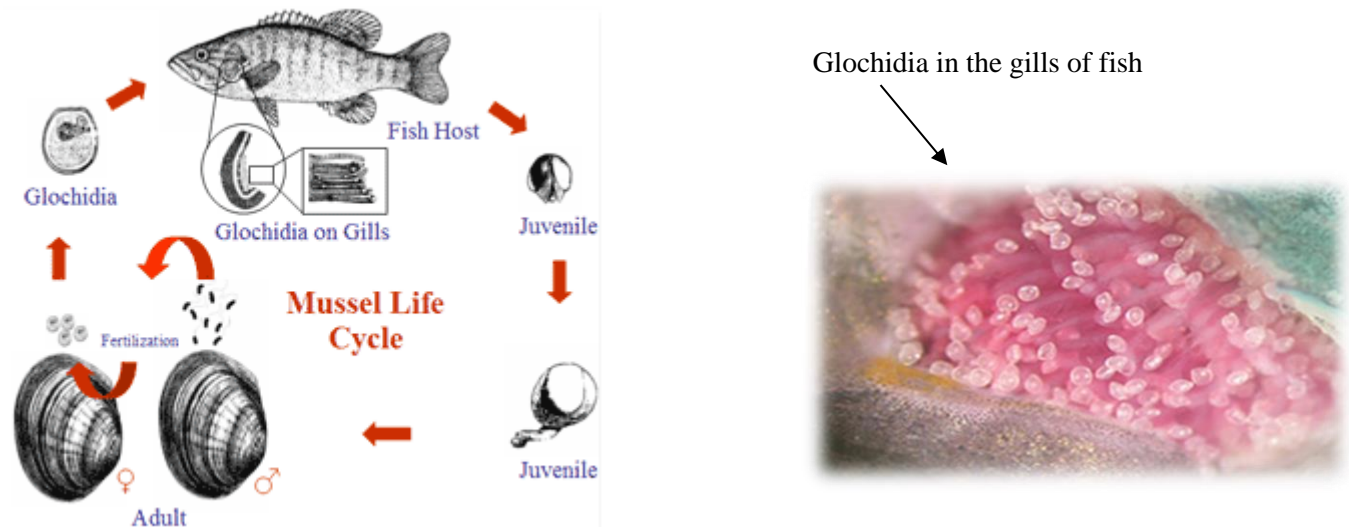 Glochidia in the gills of fish
Fish Host
Glochidia
Glochidia on Gills
Juvenile
Mussel Life
Cycle
Fertilization
Juvenile
♀
♂
Adult